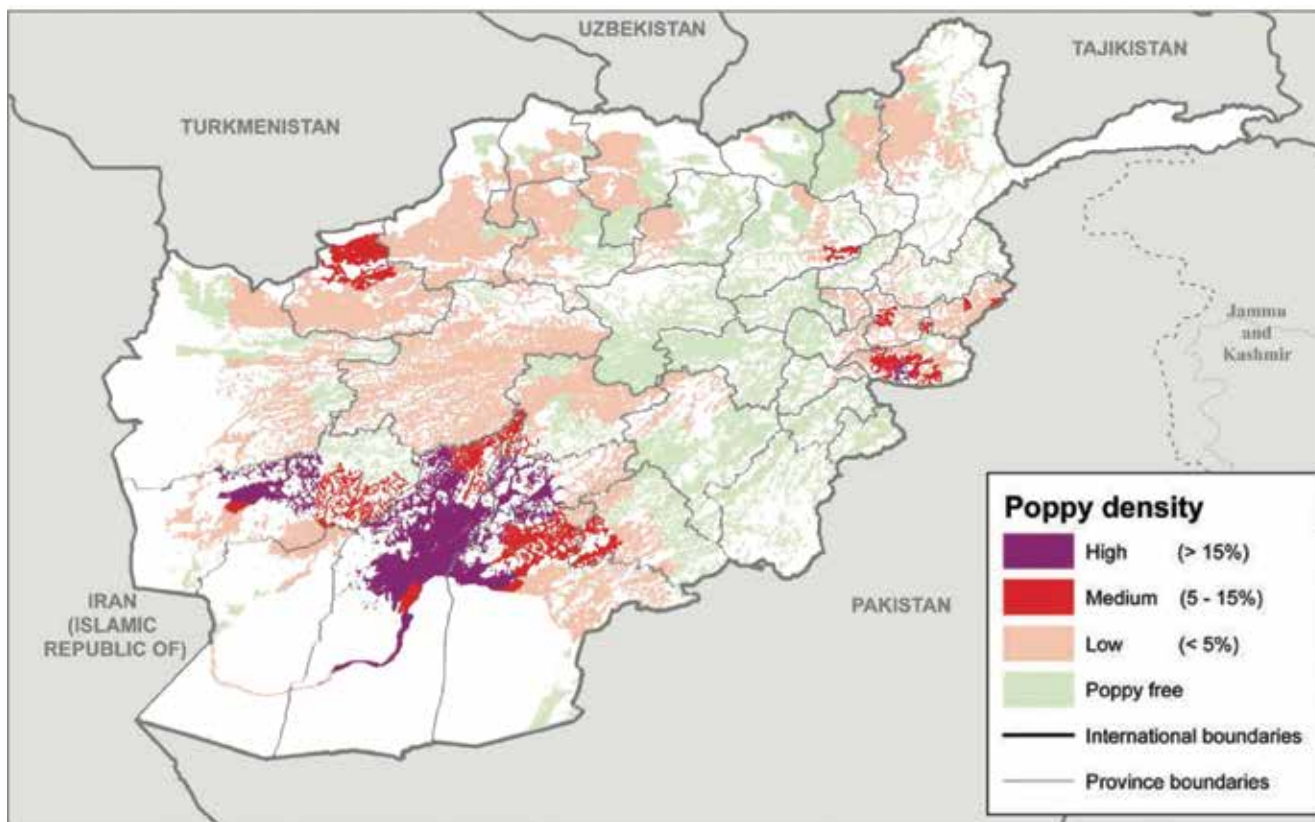 UZBEKISTAN
TAJIKISTAN
TURKMENISTAN
Jammu
and
Kashmir
IRAN
(ISLAMIC
REPUBLIC OF)
PAKISTAN
Poppy density
High (> 15%)
Medium (5 - 15%)
Low (< 5%)
Poppy free
International boundaries
Province boundaries